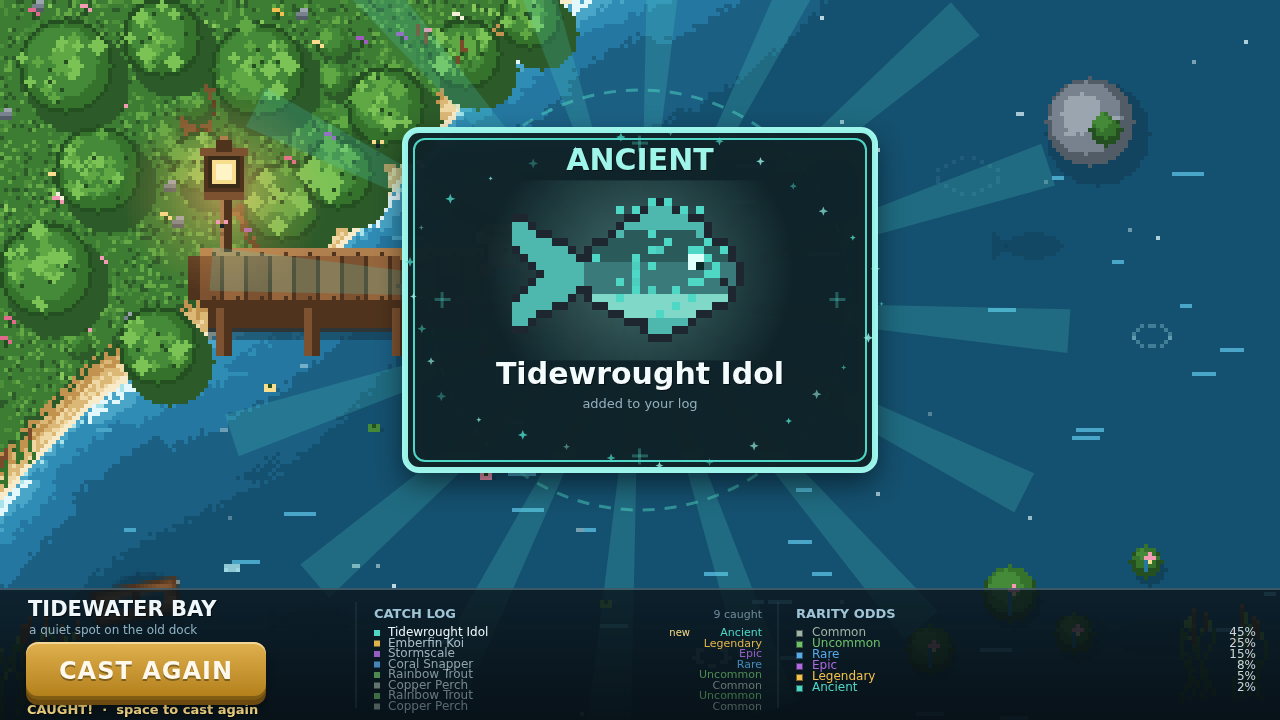 ANCIENT
Tidewrought Idol
added to your log
TIDEWATER BAY
a quiet spot on the old dock
CAST AGAIN
CAUGHT! · space to cast again
CATCH LOG 9 caught
Tidewrought Idol new Ancient
Emberfin Koi Legendary
Stormscale Epic
Coral Snapper Rare
Rainbow Trout Uncommon
Copper Perch Common
Rainbow Trout Uncommon
Copper Perch Common
RARITY ODDS
Common 45%
Uncommon 25%
Rare 15%
Epic 8%
Legendary 5%
Ancient 2%